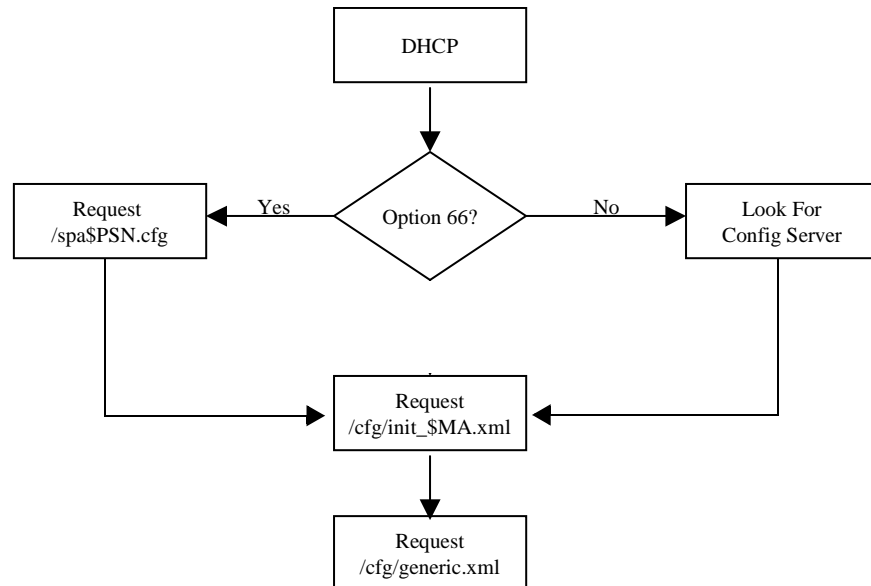 DHCP
Yes
Option 66?
No
Request
/spa$PSN.cfg
Look For
Config Server
Request
/cfg/init_$MA.xml
Request
/cfg/generic.xml